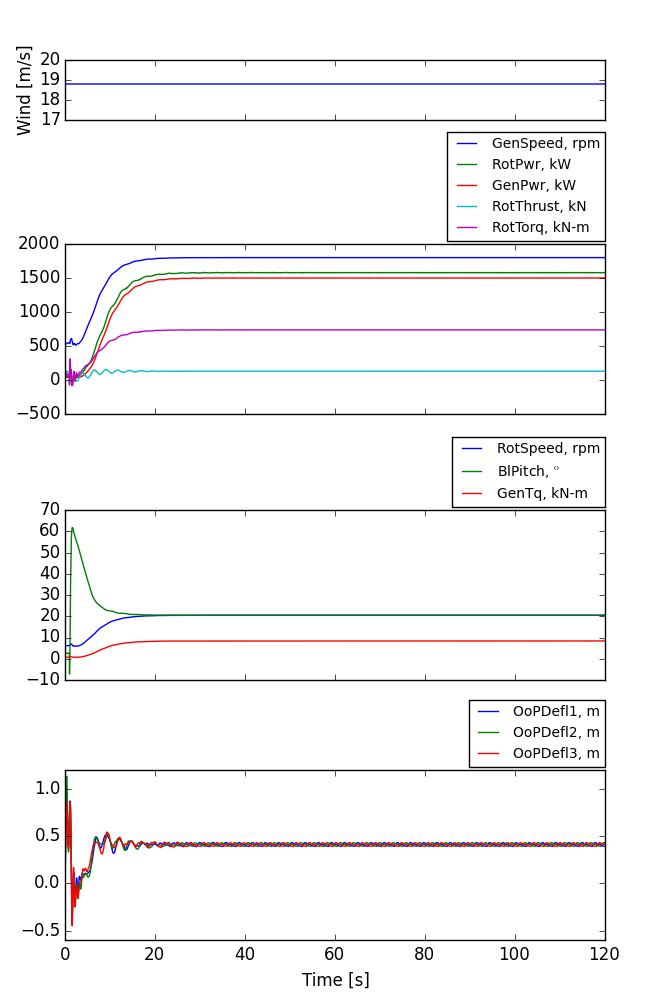 Wind [m/s]
20
19
18
17
GenSpeed, rpm
RotPwr, kW
GenPwr, kW
RotThrust, kN
RotTorq, kN-m
2000
1500
1000
500
0
−500
RotSpeed, rpm
BlPitch, °
GenTq, kN-m
70
60
50
40
30
20
10
0
−10
OoPDefl1, m
OoPDefl2, m
OoPDefl3, m
1.0
0.5
0.0
−0.5
0 20 40 60 80 100 120
Time [s]